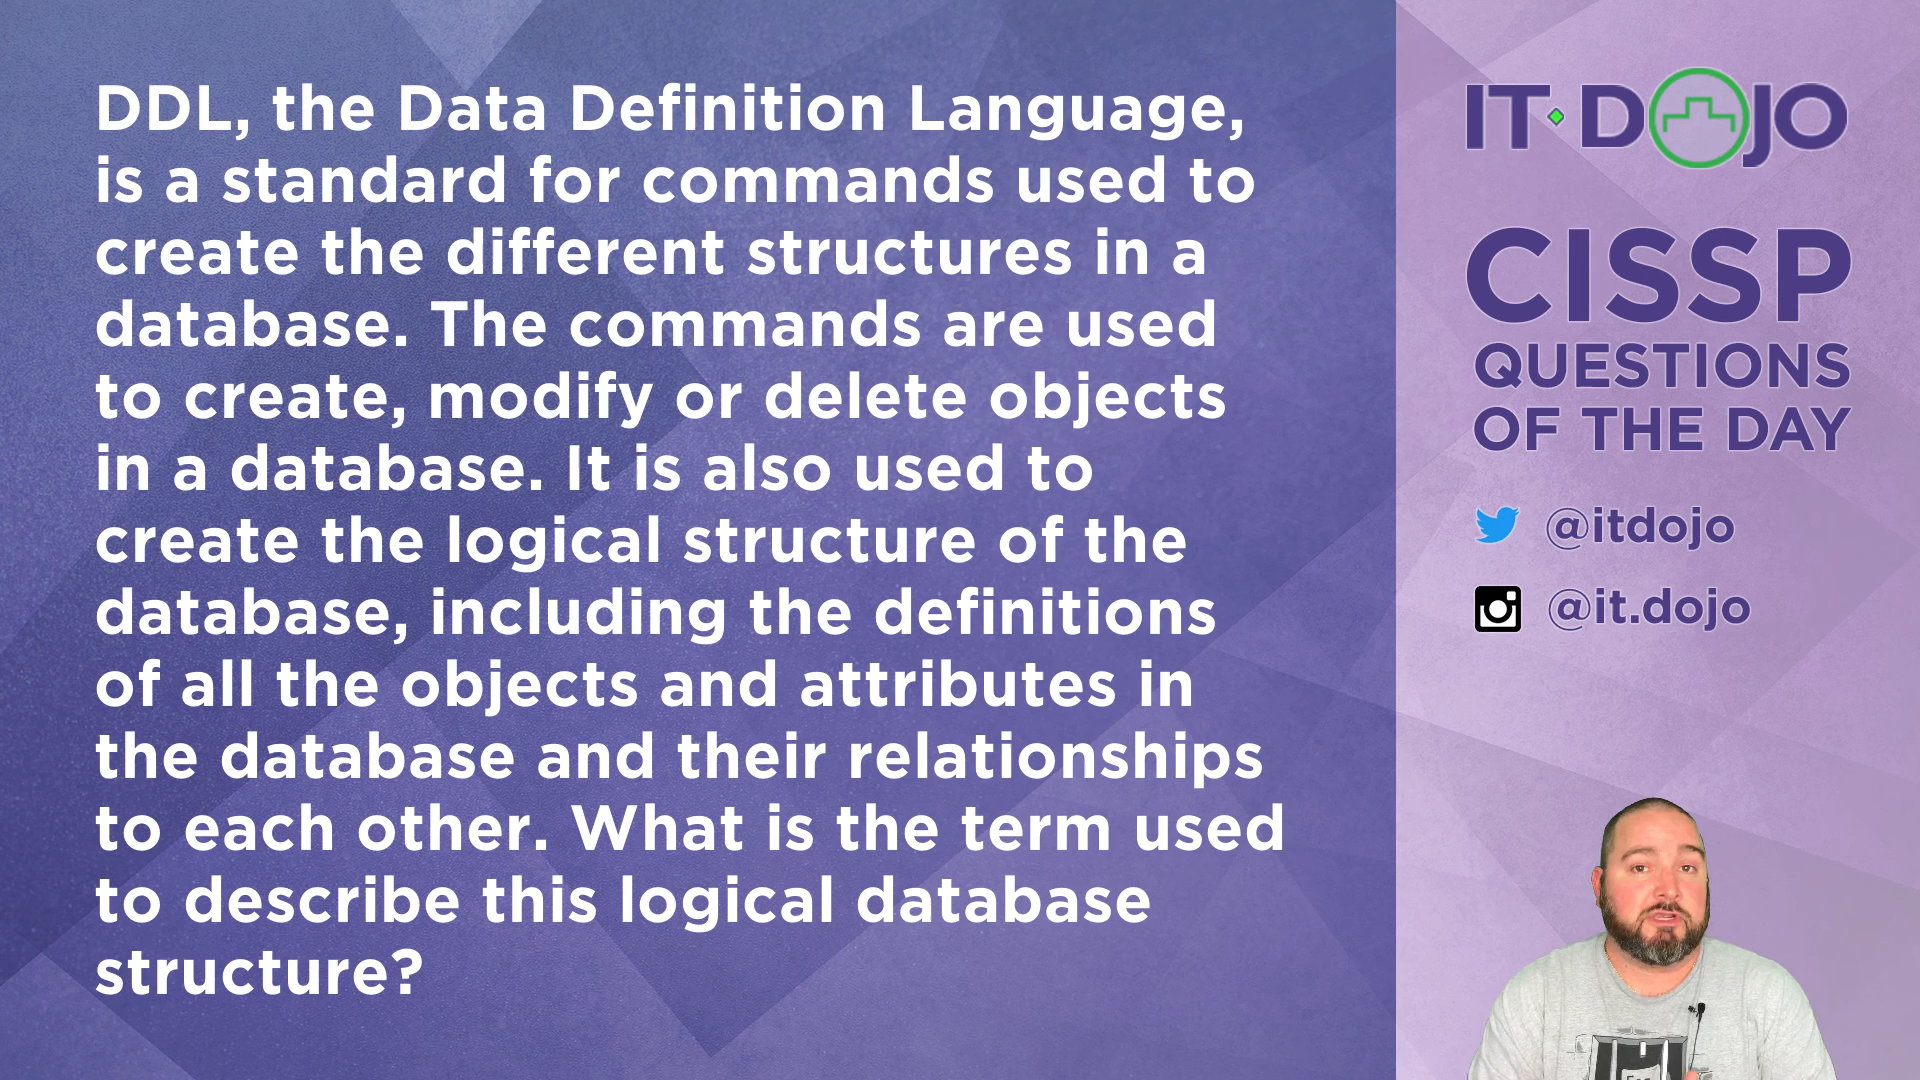 DDL, the Data Definition Language,
is a standard for commands used to
create the different structures in a
database. The commands are used
to create, modify or delete objects
in a database. It is also used to
create the logical structure of the
database, including the definitions
of all the objects and attributes in
the database and their relationships
to each other. What is the term used
to describe this logical database
structure?
IT DOJO
CISSP
QUESTIONS
OF THE DAY
@itdojo
@it.dojo